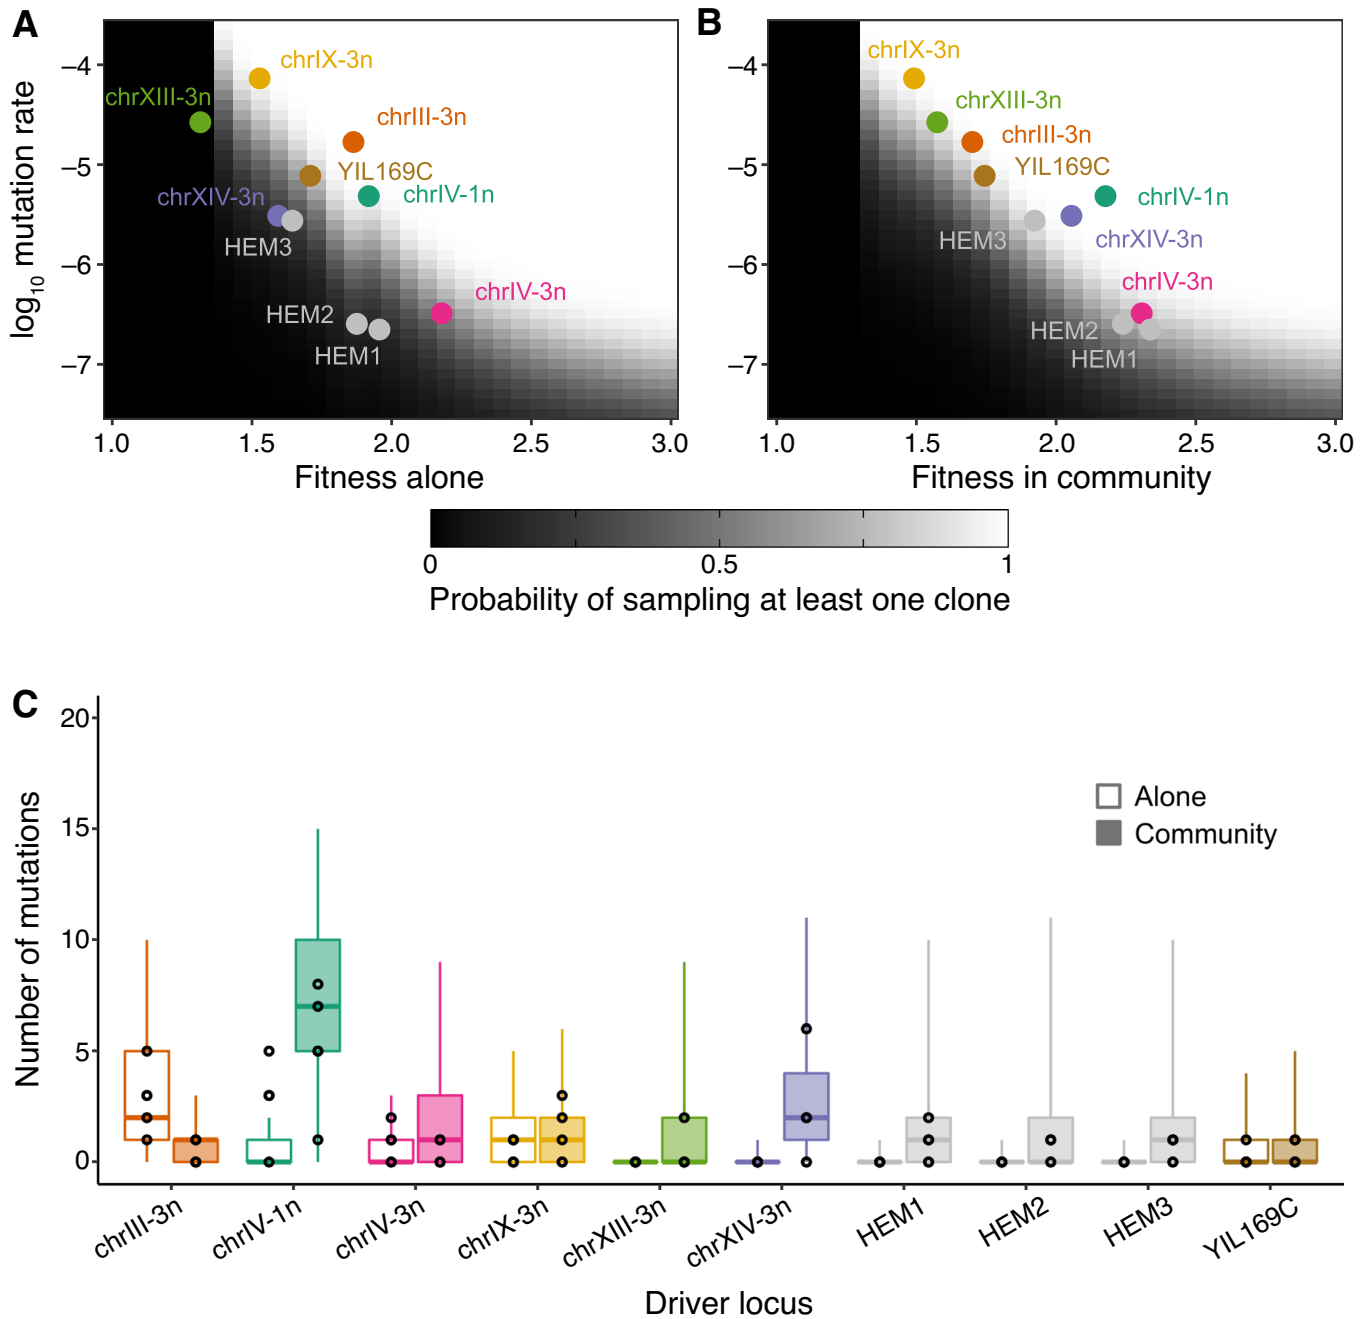 A
log10 mutation rate
−4
−5
−6
−7
chrIX-3n
chrXIII-3n
chrIII-3n
YIL169C
chrXIV-3n
chrIV-1n
HEM3
chrIV-3n
HEM2
HEM1
1.0 1.5 2.0 2.5 3.0
Fitness alone
B
−4
−5
−6
−7
chrIX-3n
chrXIII-3n
chrIII-3n
YIL169C
chrIV-1n
HEM3
chrXIV-3n
chrIV-3n
HEM2
HEM1
1.0 1.5 2.0 2.5 3.0
Fitness in community
0 0.5 1
Probability of sampling at least one clone
C
Number of mutations
20
15
10
5
0
Alone
Community
chrIII-3n
chrIV-1n
chrIV-3n
chrIX-3n
chrXIII-3n
chrXIV-3n
HEM1
HEM2
HEM3
YIL169C
Driver locus